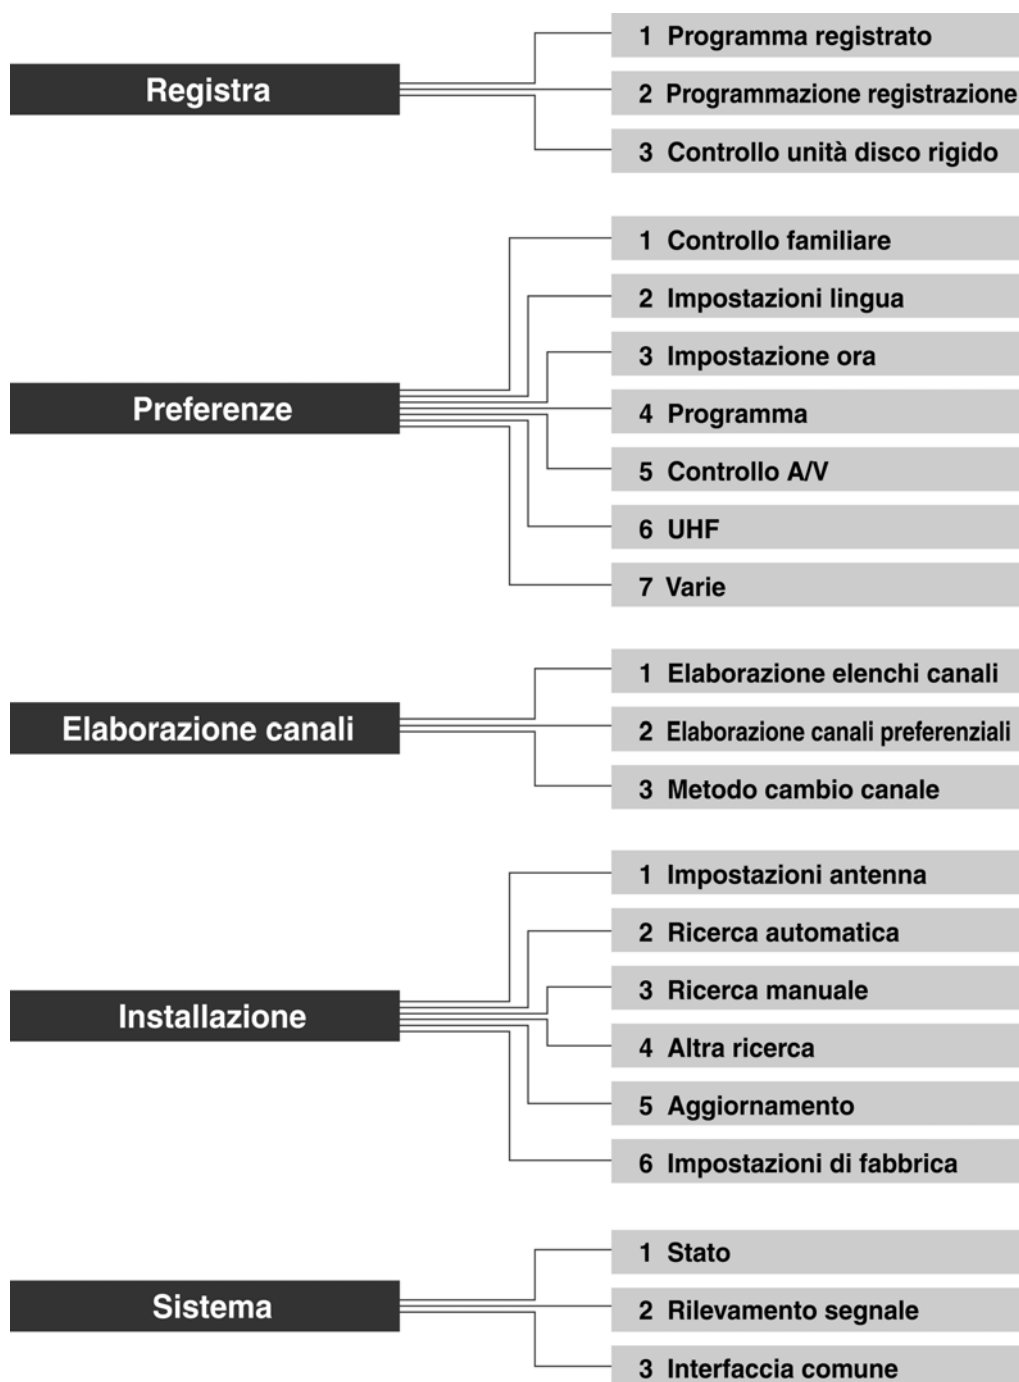 Registra
1 Programma registrato
2 Programmazione registrazione
3 Controllo unità disco rigido
Preferenze
1 Controllo familiare
2 Impostazioni lingua
3 Impostazione ora
4 Programma
5 Controllo A/V
6 UHF
7 Varie
Elaborazione canali
1 Elaborazione elenchi canali
2 Elaborazione canali preferenziali
3 Metodo cambio canale
Installazione
1 Impostazioni antenna
2 Ricerca automatica
3 Ricerca manuale
4 Altra ricerca
5 Aggiornamento
6 Impostazioni di fabbrica
Sistema
1 Stato
2 Rilevamento segnale
3 Interfaccia comune